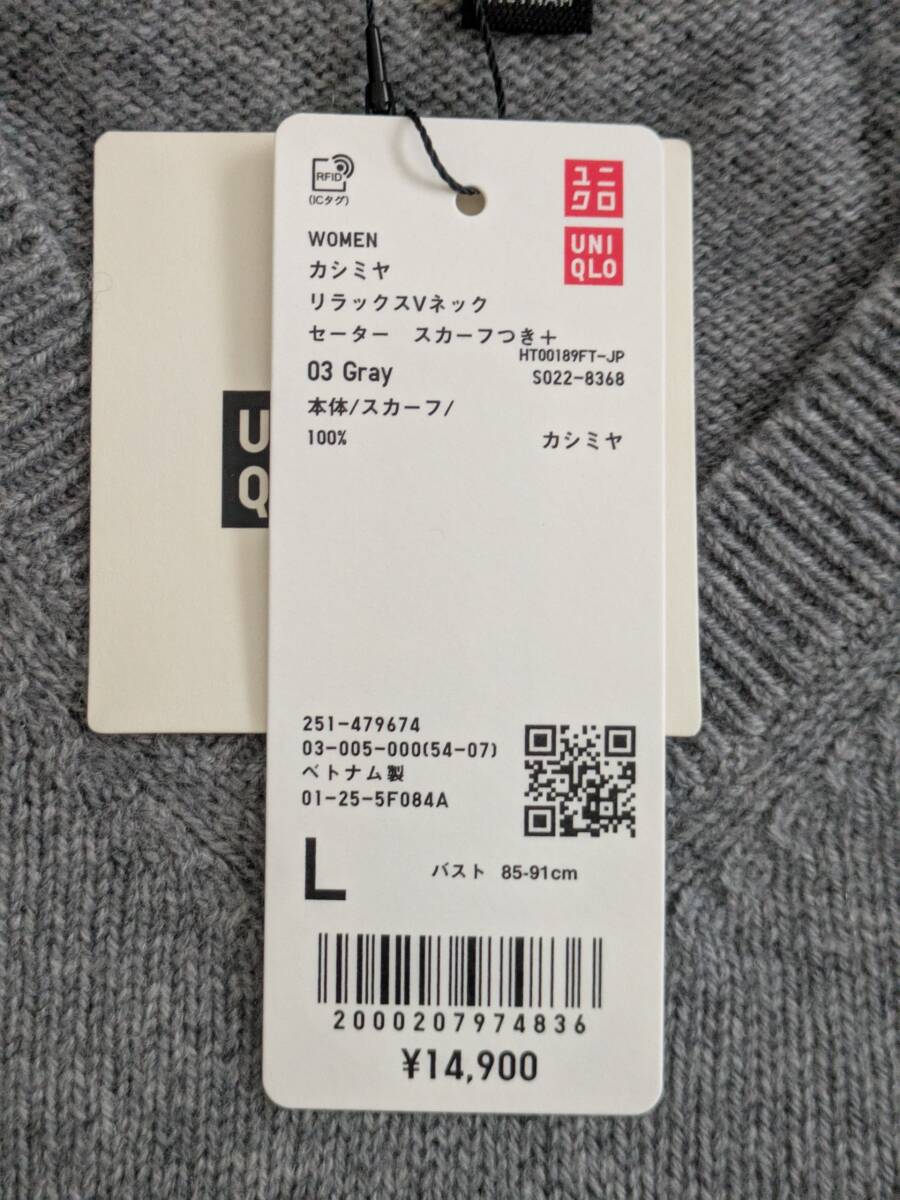 RFID
(ICタグ)
ユニ
クロ
UNI
QLO
WOMEN
カシミヤ
リラックスVネック
セーター スカーフつき＋
HT00189FT-JP
03 Gray
S022-8368
本体/スカーフ/
100% カシミヤ
U
Q
251-479674
03-005-000(54-07)
ベトナム製
01-25-5F084A
L
バスト 85-91cm
2000207974836
¥14,900